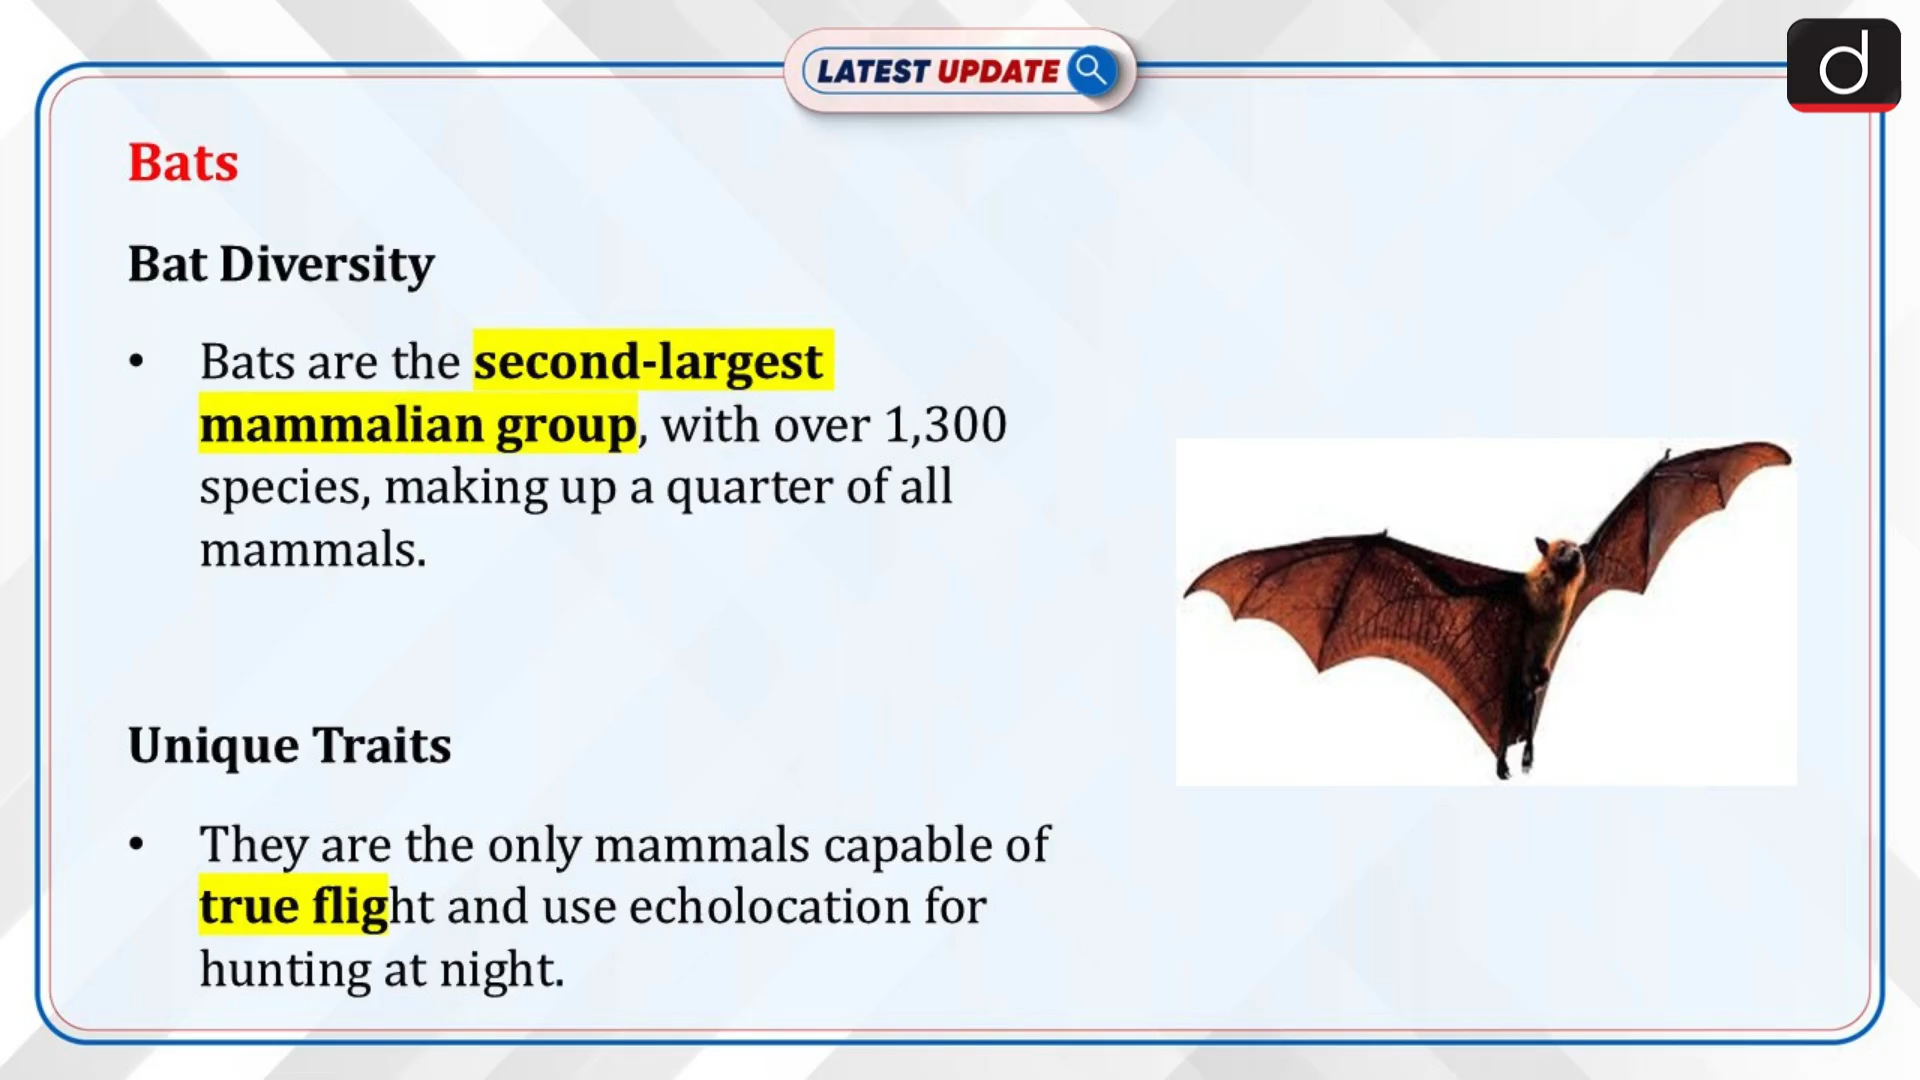 LATEST UPDATE
d
Bats
Bat Diversity
• Bats are the second-largest
mammalian group, with over 1,300
species, making up a quarter of all
mammals.
Unique Traits
• They are the only mammals capable of
true flight and use echolocation for
hunting at night.